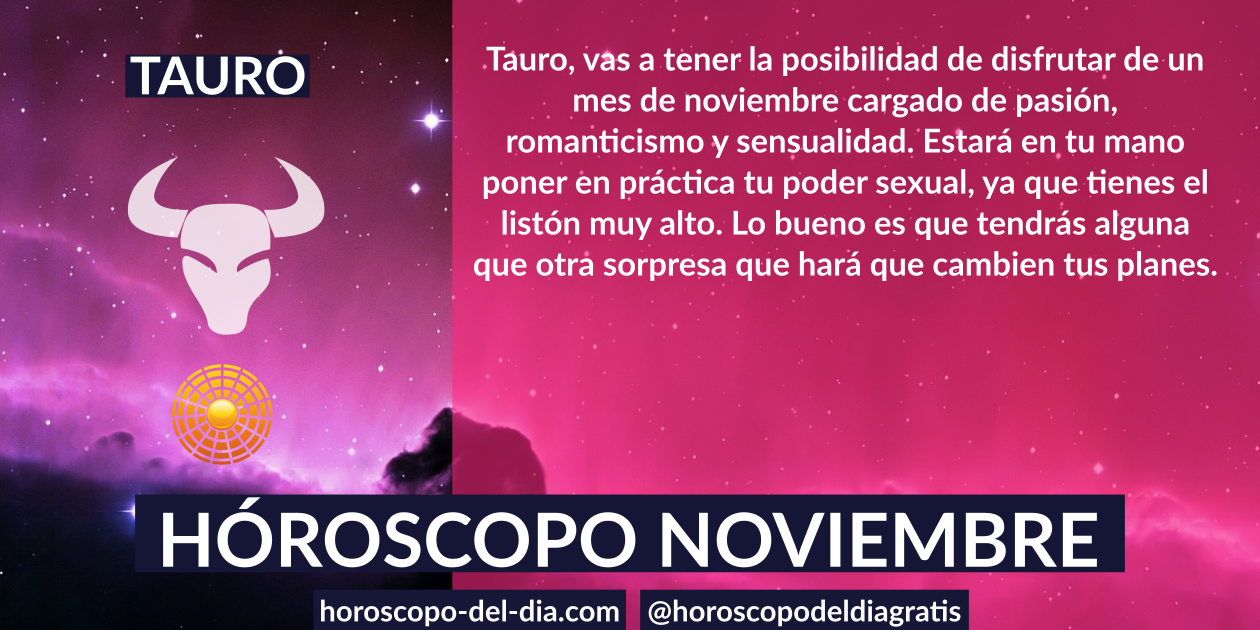 TAURO
Tauro, vas a tener la posibilidad de disfrutar de un
mes de noviembre cargado de pasión,
romanticismo y sensualidad. Estará en tu mano
poner en práctica tu poder sexual, ya que tienes el
listón muy alto. Lo bueno es que tendrás alguna
que otra sorpresa que hará que cambien tus planes.
HÓROSCOPO NOVIEMBRE
horoscopo-del-dia.com
@horoscopodeldiagratis